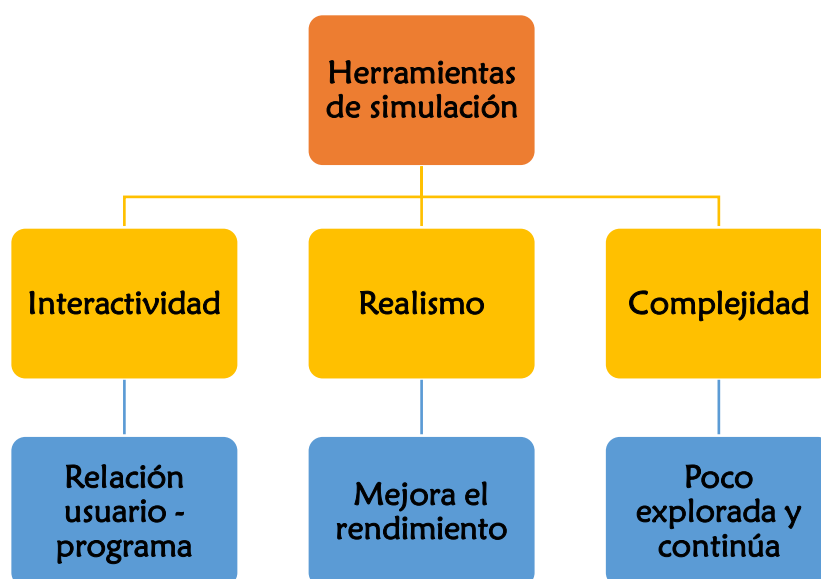 Herramientas
de simulación
Interactividad
Realismo
Complejidad
Relación
usuario -
programa
Mejora el
rendimiento
Poco
explorada y
continúa